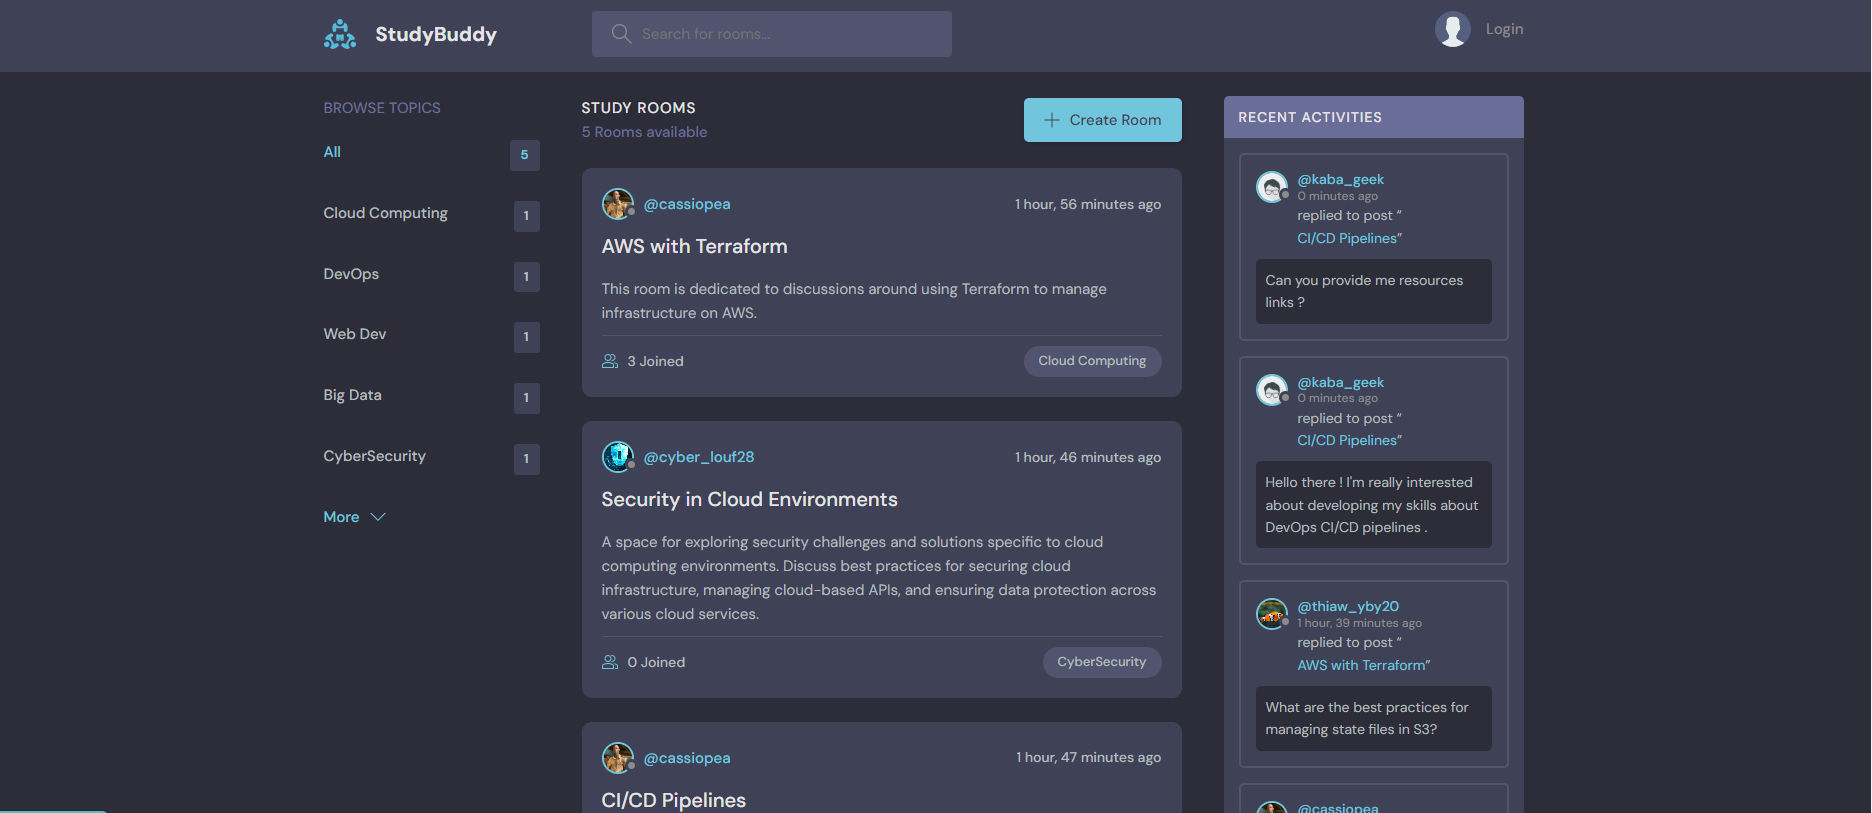 StudyBuddy
Search for rooms...
Login
BROWSE TOPICS
All
5
Cloud Computing
1
DevOps
1
Web Dev
1
Big Data
1
CyberSecurity
1
More
STUDY ROOMS
5 Rooms available
Create Room
@cassiopea
1 hour, 56 minutes ago
AWS with Terraform
This room is dedicated to discussions around using Terraform to manage
infrastructure on AWS.
3 Joined
Cloud Computing
@cyber_louf28
1 hour, 46 minutes ago
Security in Cloud Environments
A space for exploring security challenges and solutions specific to cloud
computing environments. Discuss best practices for securing cloud
infrastructure, managing cloud-based APIs, and ensuring data protection across
various cloud services.
0 Joined
CyberSecurity
@cassiopea
1 hour, 47 minutes ago
CI/CD Pipelines
RECENT ACTIVITIES
@kaba_geek
0 minutes ago
replied to post “
CI/CD Pipelines”
Can you provide me resources
links ?
@kaba_geek
0 minutes ago
replied to post “
CI/CD Pipelines”
Hello there ! I'm really interested
about developing my skills about
DevOps CI/CD pipelines .
@thiaw_yby20
1 hour, 39 minutes ago
replied to post “
AWS with Terraform”
What are the best practices for
managing state files in S3?
@cassiopea